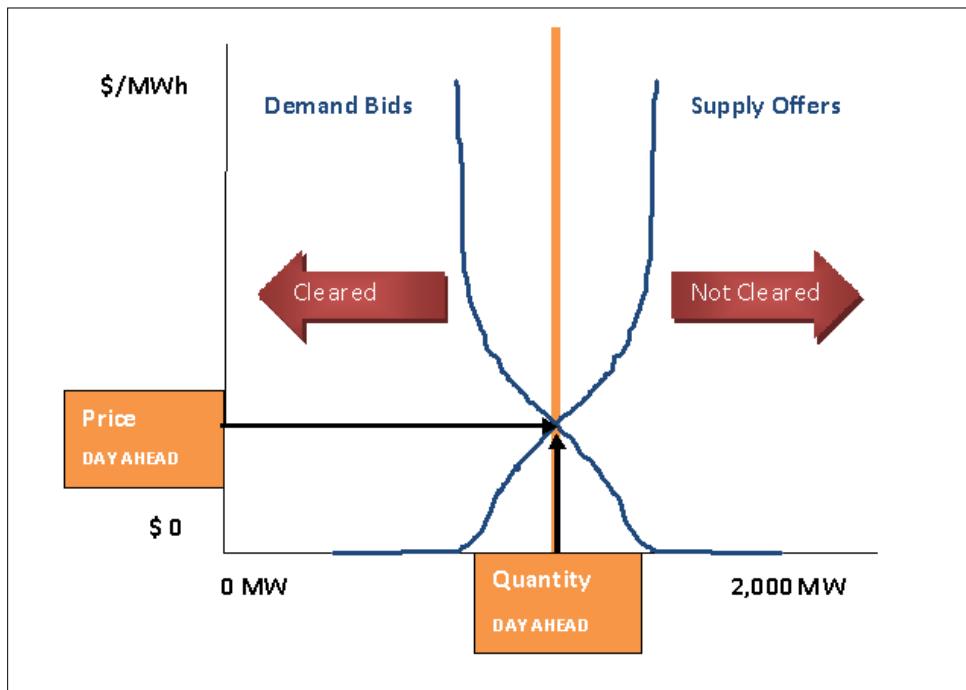 $/MWh
Demand Bids
Supply Offers
Cleared
Not Cleared
Price
DAY AHEAD
$ 0
0 MW
Quantity
DAY AHEAD
2,000 MW